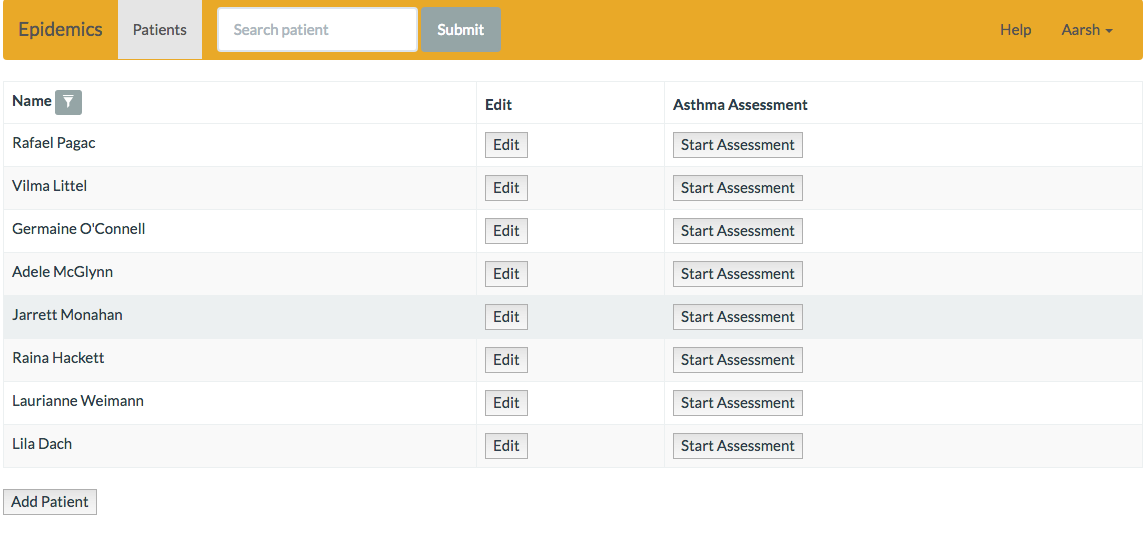 Epidemics Patients Search patient Submit Help Aarsh
Name Edit Asthma Assessment
Rafael Pagac Edit Start Assessment
Vilma Littel Edit Start Assessment
Germaine O'Connell Edit Start Assessment
Adele McGlynn Edit Start Assessment
Jarrett Monahan Edit Start Assessment
Raina Hackett Edit Start Assessment
Laurianne Weimann Edit Start Assessment
Lila Dach Edit Start Assessment
Add Patient